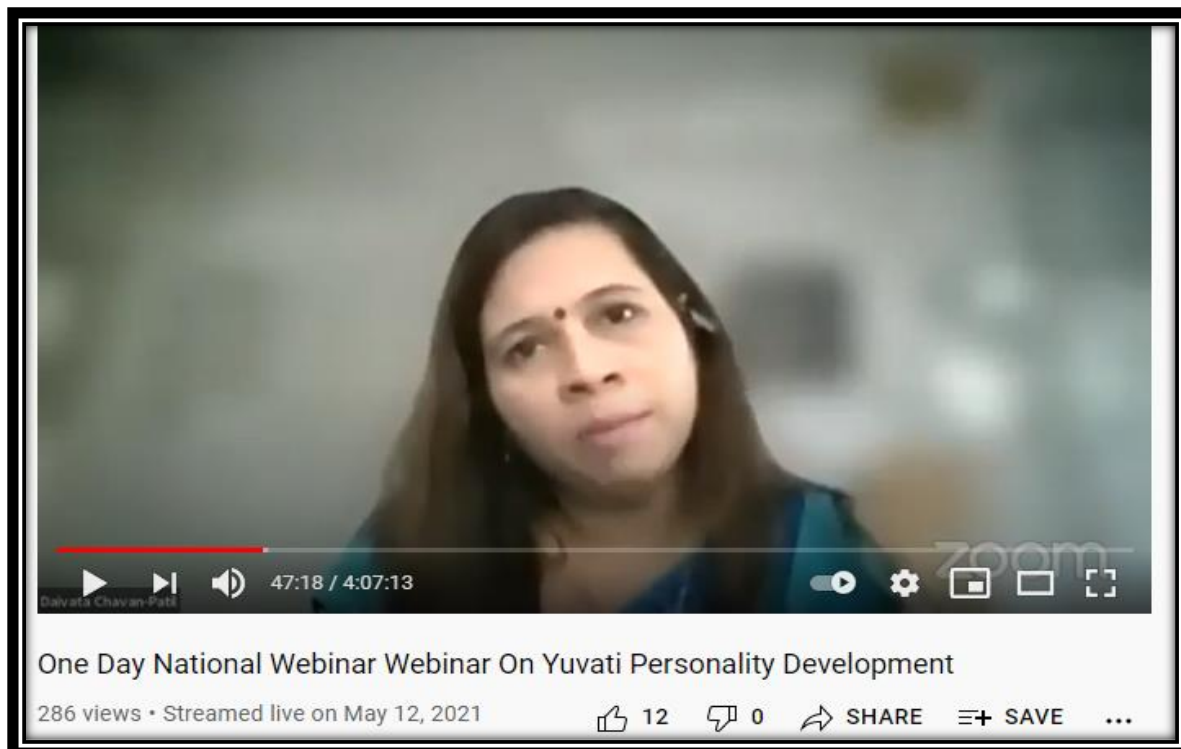 zoom
47:18 / 4:07:13
Daivata Chavan-Patil
One Day National Webinar Webinar On Yuvati Personality Development
286 views • Streamed live on May 12, 2021 12 0 SHARE SAVE ...